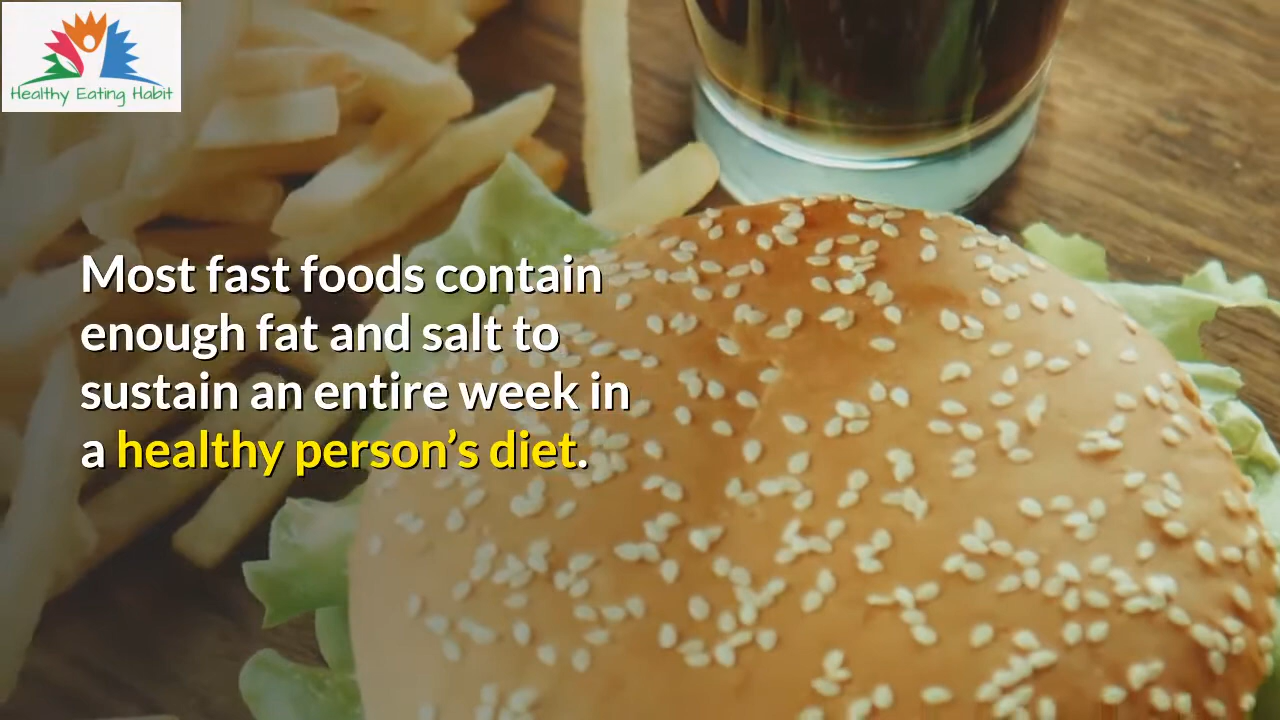 Healthy Eating Habit
Most fast foods contain
enough fat and salt to
sustain an entire week in
a healthy person’s diet.